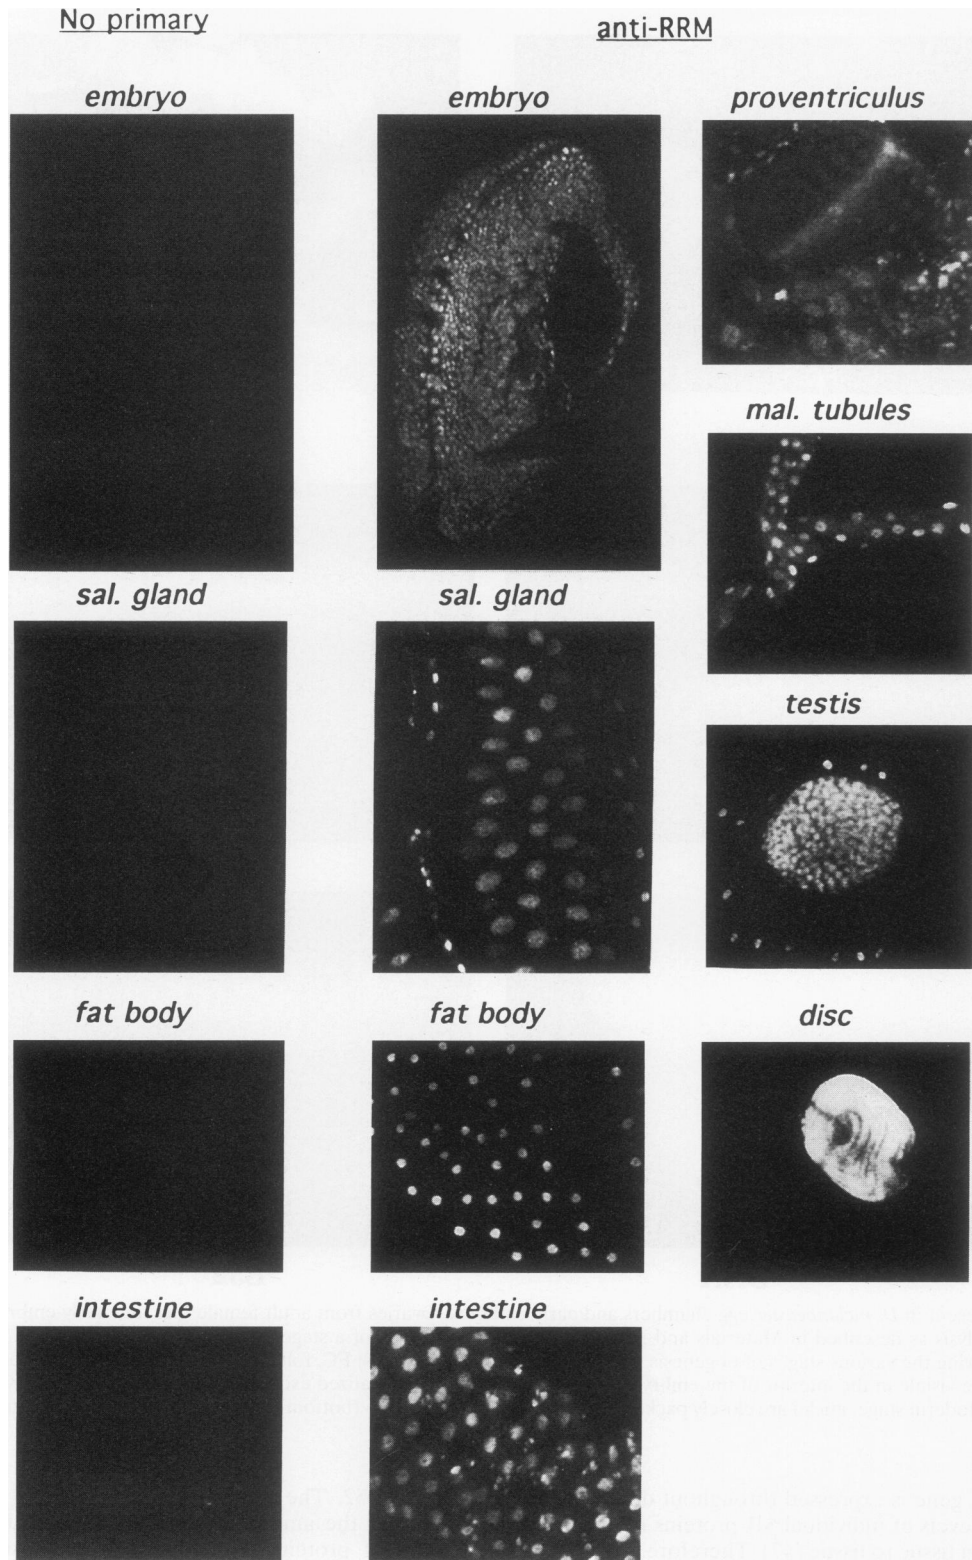 No primary
anti-RRM
embryo
embryo
proventriculus
mal. tubules
sal. gland
sal. gland
testis
fat body
fat body
disc
intestine
intestine